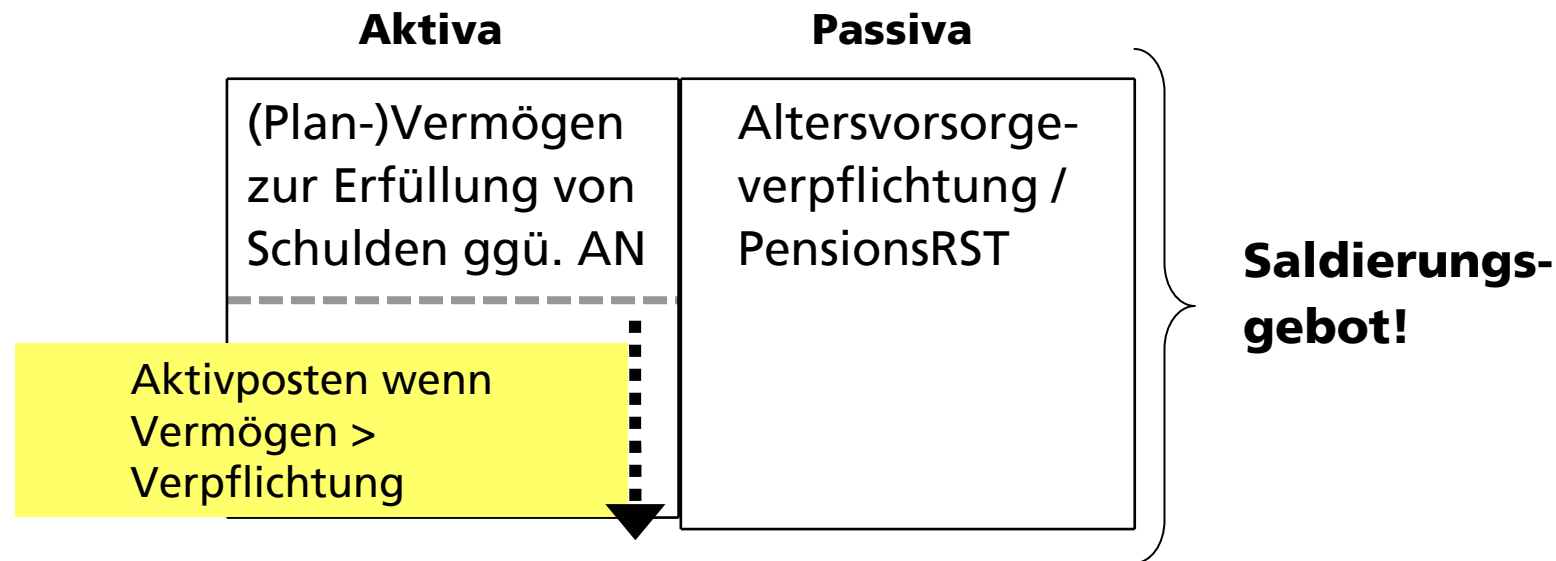 Aktiva
Passiva
(Plan-)Vermögen
zur Erfüllung von
Schulden ggü. AN
Altersvorsorge-
verpflichtung /
PensionsRST
Saldierungs-
gebot!
Aktivposten wenn
Vermögen >
Verpflichtung